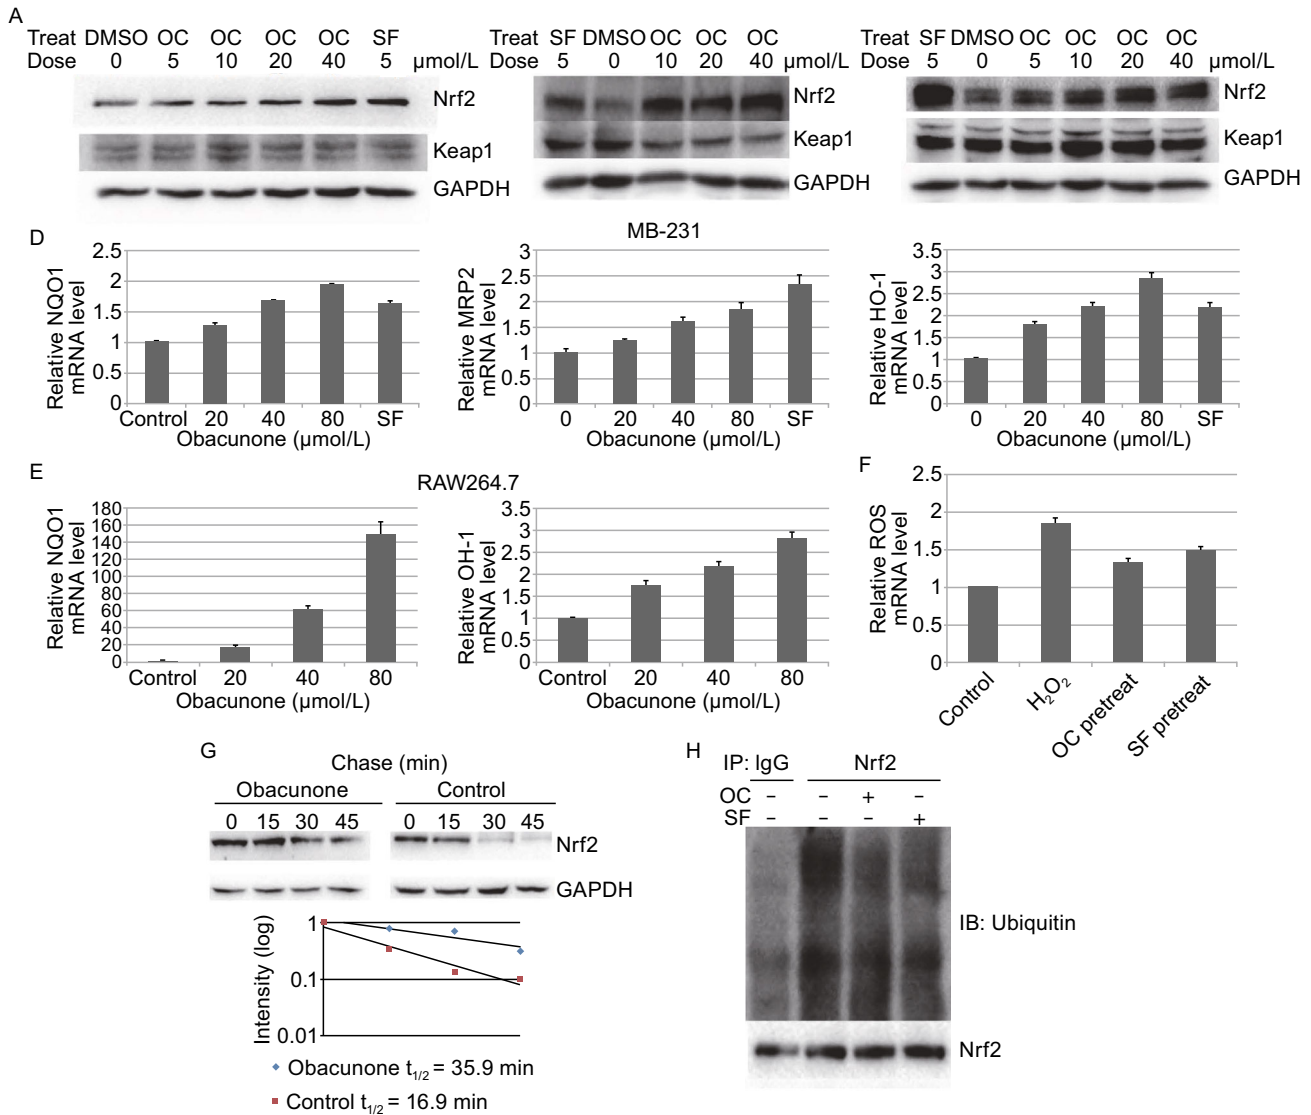 A
Treat DMSO OC OC OC OC SF
Dose 0 5 10 20 40 5 μmol/L
Nrf2
Keap1
GAPDH
Treat SF DMSO OC OC OC
Dose 5 0 10 20 40 μmol/L
Nrf2
Keap1
GAPDH
Treat SF DMSO OC OC OC OC
Dose 5 0 5 10 20 40 μmol/L
Nrf2
Keap1
GAPDH
D
MB-231
Relative NQO1
mRNA level
2.5
2
1.5
1
0.5
0
Control 20 40 80 SF
Obacunone (μmol/L)
Relative MRP2
mRNA level
3
2.5
2
1.5
1
0.5
0
0 20 40 80 SF
Obacunone (μmol/L)
Relative HO-1
mRNA level
3.5
3
2.5
2
1.5
1
0.5
0
0 20 40 80 SF
Obacunone (μmol/L)
E
RAW264.7
Relative NQO1
mRNA level
180
160
140
120
100
80
60
40
20
0
Control 20 40 80
Obacunone (μmol/L)
Relative OH-1
mRNA level
3.5
3
2.5
2
1.5
1
0.5
0
Control 20 40 80
Obacunone (μmol/L)
F
Relative ROS
mRNA level
2.5
2
1.5
1
0.5
0
Control
H2O2
OC pretreat
SF pretreat
G
Chase (min)
Obacunone Control
0 15 30 45 0 15 30 45
Nrf2
GAPDH
Intensity (log)
1
0.1
0.01
Obacunone t1/2 = 35.9 min
Control t1/2 = 16.9 min
H
IP: IgG Nrf2
OC – – + –
SF – – – +
IB: Ubiquitin
Nrf2